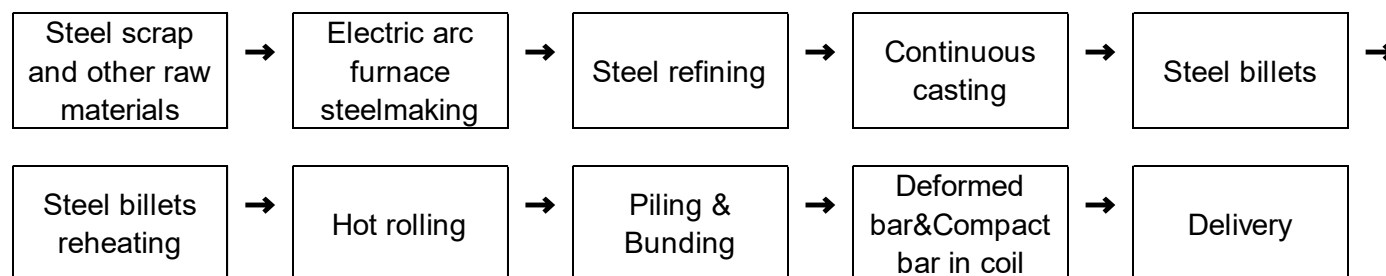 Steel scrap
and other raw
materials
Electric arc
furnace
steelmaking
Steel refining
Continuous
casting
Steel billets
Steel billets
reheating
Hot rolling
Piling &
Bunding
Deformed
bar&Compact
bar in coil
Delivery